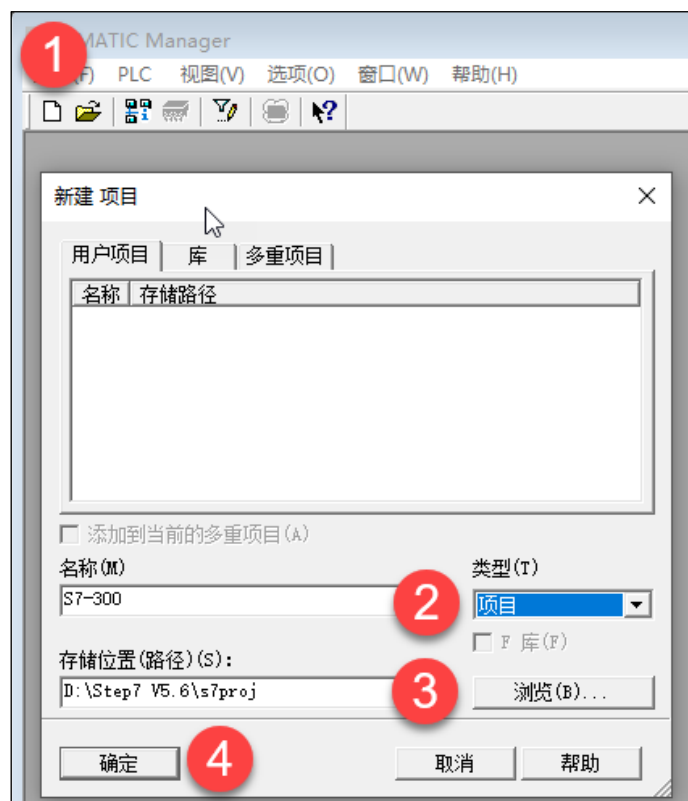 MATIC Manager
1
(F) PLC 视图(V) 选项(O) 窗口(W) 帮助(H)
新建 项目
用户项目 库 多重项目
名称 存储路径
添加到当前的多重项目(A)
名称(M) 类型(T)
S7-300 2 项目
F 库(F)
存储位置(路径)(S):
D:\Step7 V5.6\s7proj 3 浏览(B)...
确定 4 取消 帮助